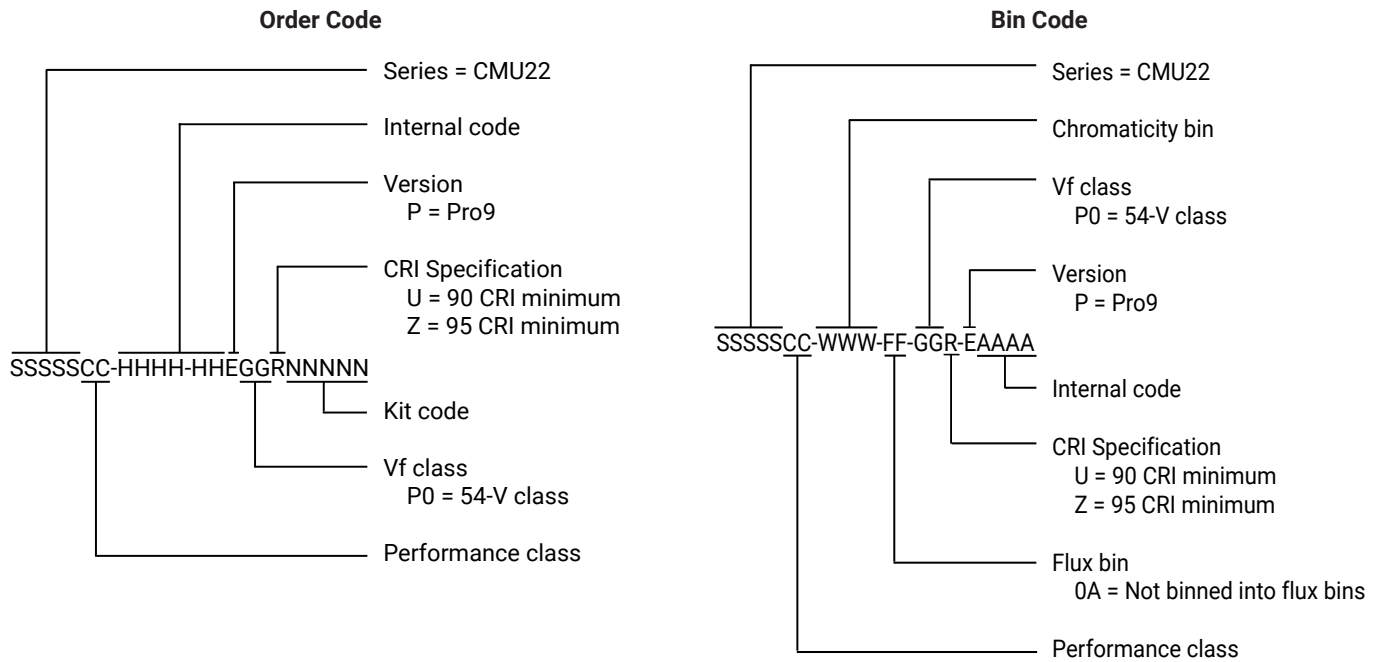 Order Code
Series = CMU22
Internal code
Version
P = Pro9
CRI Specification
U = 90 CRI minimum
Z = 95 CRI minimum
SSSSSCC-HHHH-HHEGGRNNNNN
Kit code
Vf class
P0 = 54-V class
Performance class
Bin Code
Series = CMU22
Chromaticity bin
Vf class
P0 = 54-V class
Version
P = Pro9
SSSSSCC-WWW-FF-GGR-EAAAA
Internal code
CRI Specification
U = 90 CRI minimum
Z = 95 CRI minimum
Flux bin
0A = Not binned into flux bins
Performance class